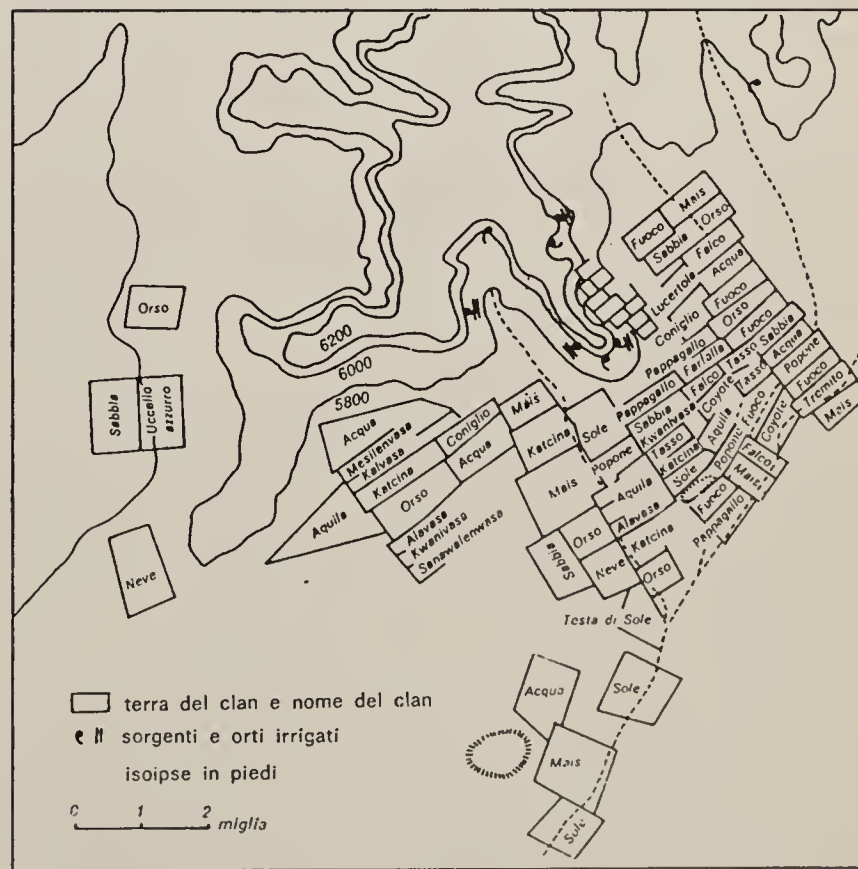 Mais
Fuoco
Orso
Sabbia
Falco
Lucertola
Acqua
Coniglio
Fuoco
Orso
Pappagallo
Fuoco
Farfalla
Tasso
Sabbia
Pappagallo
Falco
Coyote
Tasso
Acqua
Popone
Sabbia
Kwanivasa
Tasso
Katcina
Sole
Aquila
Popone
Fuoco
Coyote
Fuoco
Tremito
Mais
Falco
Mais
Fuoco
Pappagallo
Orso
6200
6000
5800
Sabbia
Uccello
azzurro
Neve
Acqua
Mesilenvasa
Kalvasa
Katcina
Coniglio
Mais
Acqua
Orso
Aquila
Alavasa
Kwanivasa
Sanawalenwasa
Katcina
Sole
Popone
Mais
Aquila
Alavasa
Orso
Sabbia
Neve
Katcina
Orso
Testa di Sole
Acqua
Sole
Mais
Sole
terra del clan e nome del clan
sorgenti e orti irrigati
isoipse in piedi
0 1 2 miglia